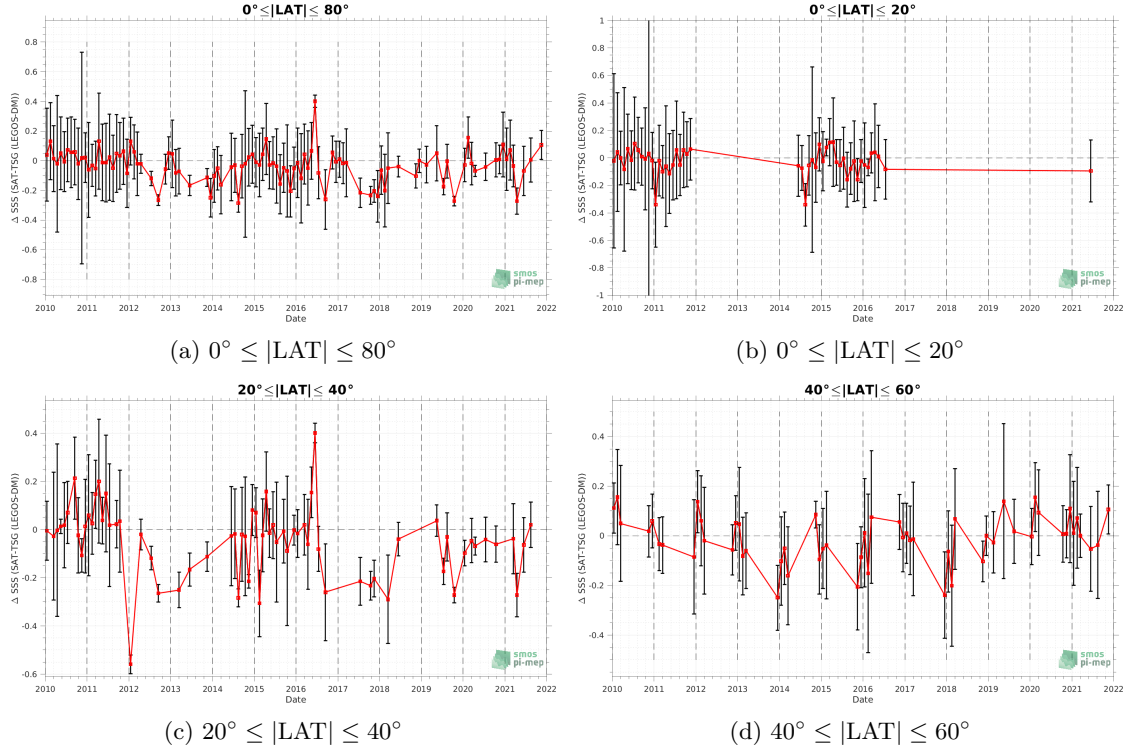 0°≤|LAT|≤ 80°
Δ SSS (SAT-TSG (LEGOS-DM))
0.8
0.6
0.4
0.2
0
-0.2
-0.4
-0.6
-0.8
2010 2011 2012 2013 2014 2015 2016 2017 2018 2019 2020 2021 2022
Date
smos
pi-mep
(a) 0° ≤ |LAT| ≤ 80°
0°≤|LAT|≤ 20°
Δ SSS (SAT-TSG (LEGOS-DM))
1
0.8
0.6
0.4
0.2
0
-0.2
-0.4
-0.6
-0.8
-1
2010 2011 2012 2013 2014 2015 2016 2017 2018 2019 2020 2021 2022
Date
smos
pi-mep
(b) 0° ≤ |LAT| ≤ 20°
20°≤|LAT|≤ 40°
Δ SSS (SAT-TSG (LEGOS-DM))
0.4
0.2
0
-0.2
-0.4
-0.6
2010 2011 2012 2013 2014 2015 2016 2017 2018 2019 2020 2021 2022
Date
smos
pi-mep
(c) 20° ≤ |LAT| ≤ 40°
40°≤|LAT|≤ 60°
Δ SSS (SAT-TSG (LEGOS-DM))
0.4
0.2
0
-0.2
-0.4
2010 2011 2012 2013 2014 2015 2016 2017 2018 2019 2020 2021 2022
Date
smos
pi-mep
(d) 40° ≤ |LAT| ≤ 60°